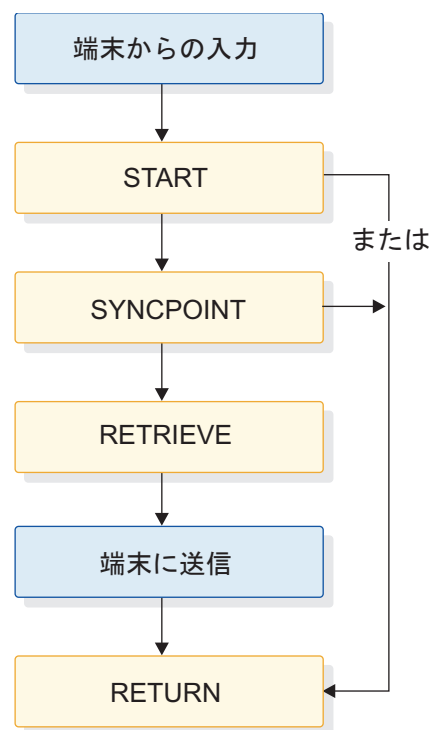 端末からの入力
START
または
SYNCPOINT
RETRIEVE
端末に送信
RETURN